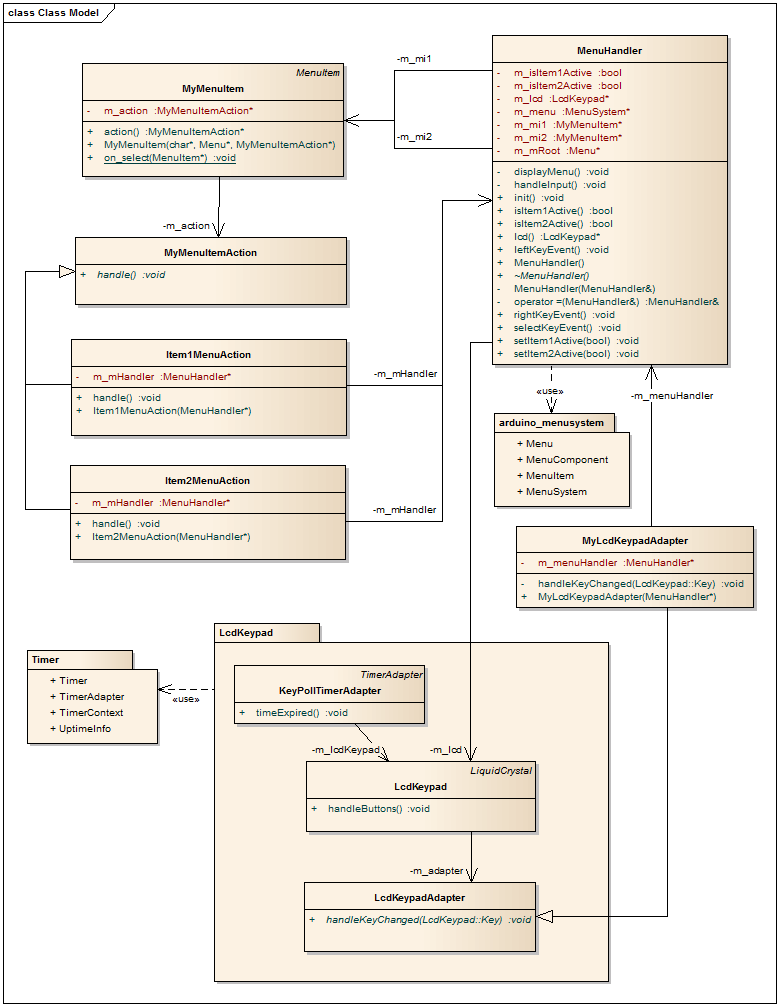 class Class Model
MenuItem
MyMenuItem
- m_action :MyMenuItemAction*
+ action() :MyMenuItemAction*
+ MyMenuItem(char*, Menu*, MyMenuItemAction*)
+ on_select(MenuItem*) :void
-m_mi1
-m_mi2
MenuHandler
- m_isItem1Active :bool
- m_isItem2Active :bool
- m_lcd :LcdKeypad*
- m_menu :MenuSystem*
- m_mi1 :MyMenuItem*
- m_mi2 :MyMenuItem*
- m_mRoot :Menu*
- displayMenu() :void
- handleInput() :void
+ init() :void
+ isItem1Active() :bool
+ isItem2Active() :bool
+ lcd() :LcdKeypad*
+ leftKeyEvent() :void
+ MenuHandler()
+ ~MenuHandler()
- MenuHandler(MenuHandler&)
- operator =(MenuHandler&) :MenuHandler&
+ rightKeyEvent() :void
+ selectKeyEvent() :void
+ setItem1Active(bool) :void
+ setItem2Active(bool) :void
-m_action
MyMenuItemAction
+ handle() :void
Item1MenuAction
- m_mHandler :MenuHandler*
+ handle() :void
+ Item1MenuAction(MenuHandler*)
-m_mHandler
Item2MenuAction
- m_mHandler :MenuHandler*
+ handle() :void
+ Item2MenuAction(MenuHandler*)
-m_mHandler
«use»
-m_menuHandler
arduino_menusystem
+ Menu
+ MenuComponent
+ MenuItem
+ MenuSystem
MyLcdKeypadAdapter
- m_menuHandler :MenuHandler*
- handleKeyChanged(LcdKeypad::Key) :void
+ MyLcdKeypadAdapter(MenuHandler*)
Timer
+ Timer
+ TimerAdapter
+ TimerContext
+ UptimeInfo
«use»
LcdKeypad
TimerAdapter
KeyPollTimerAdapter
+ timeExpired() :void
-m_lcdKeypad
-m_lcd
LiquidCrystal
LcdKeypad
+ handleButtons() :void
-m_adapter
LcdKeypadAdapter
+ handleKeyChanged(LcdKeypad::Key) :void